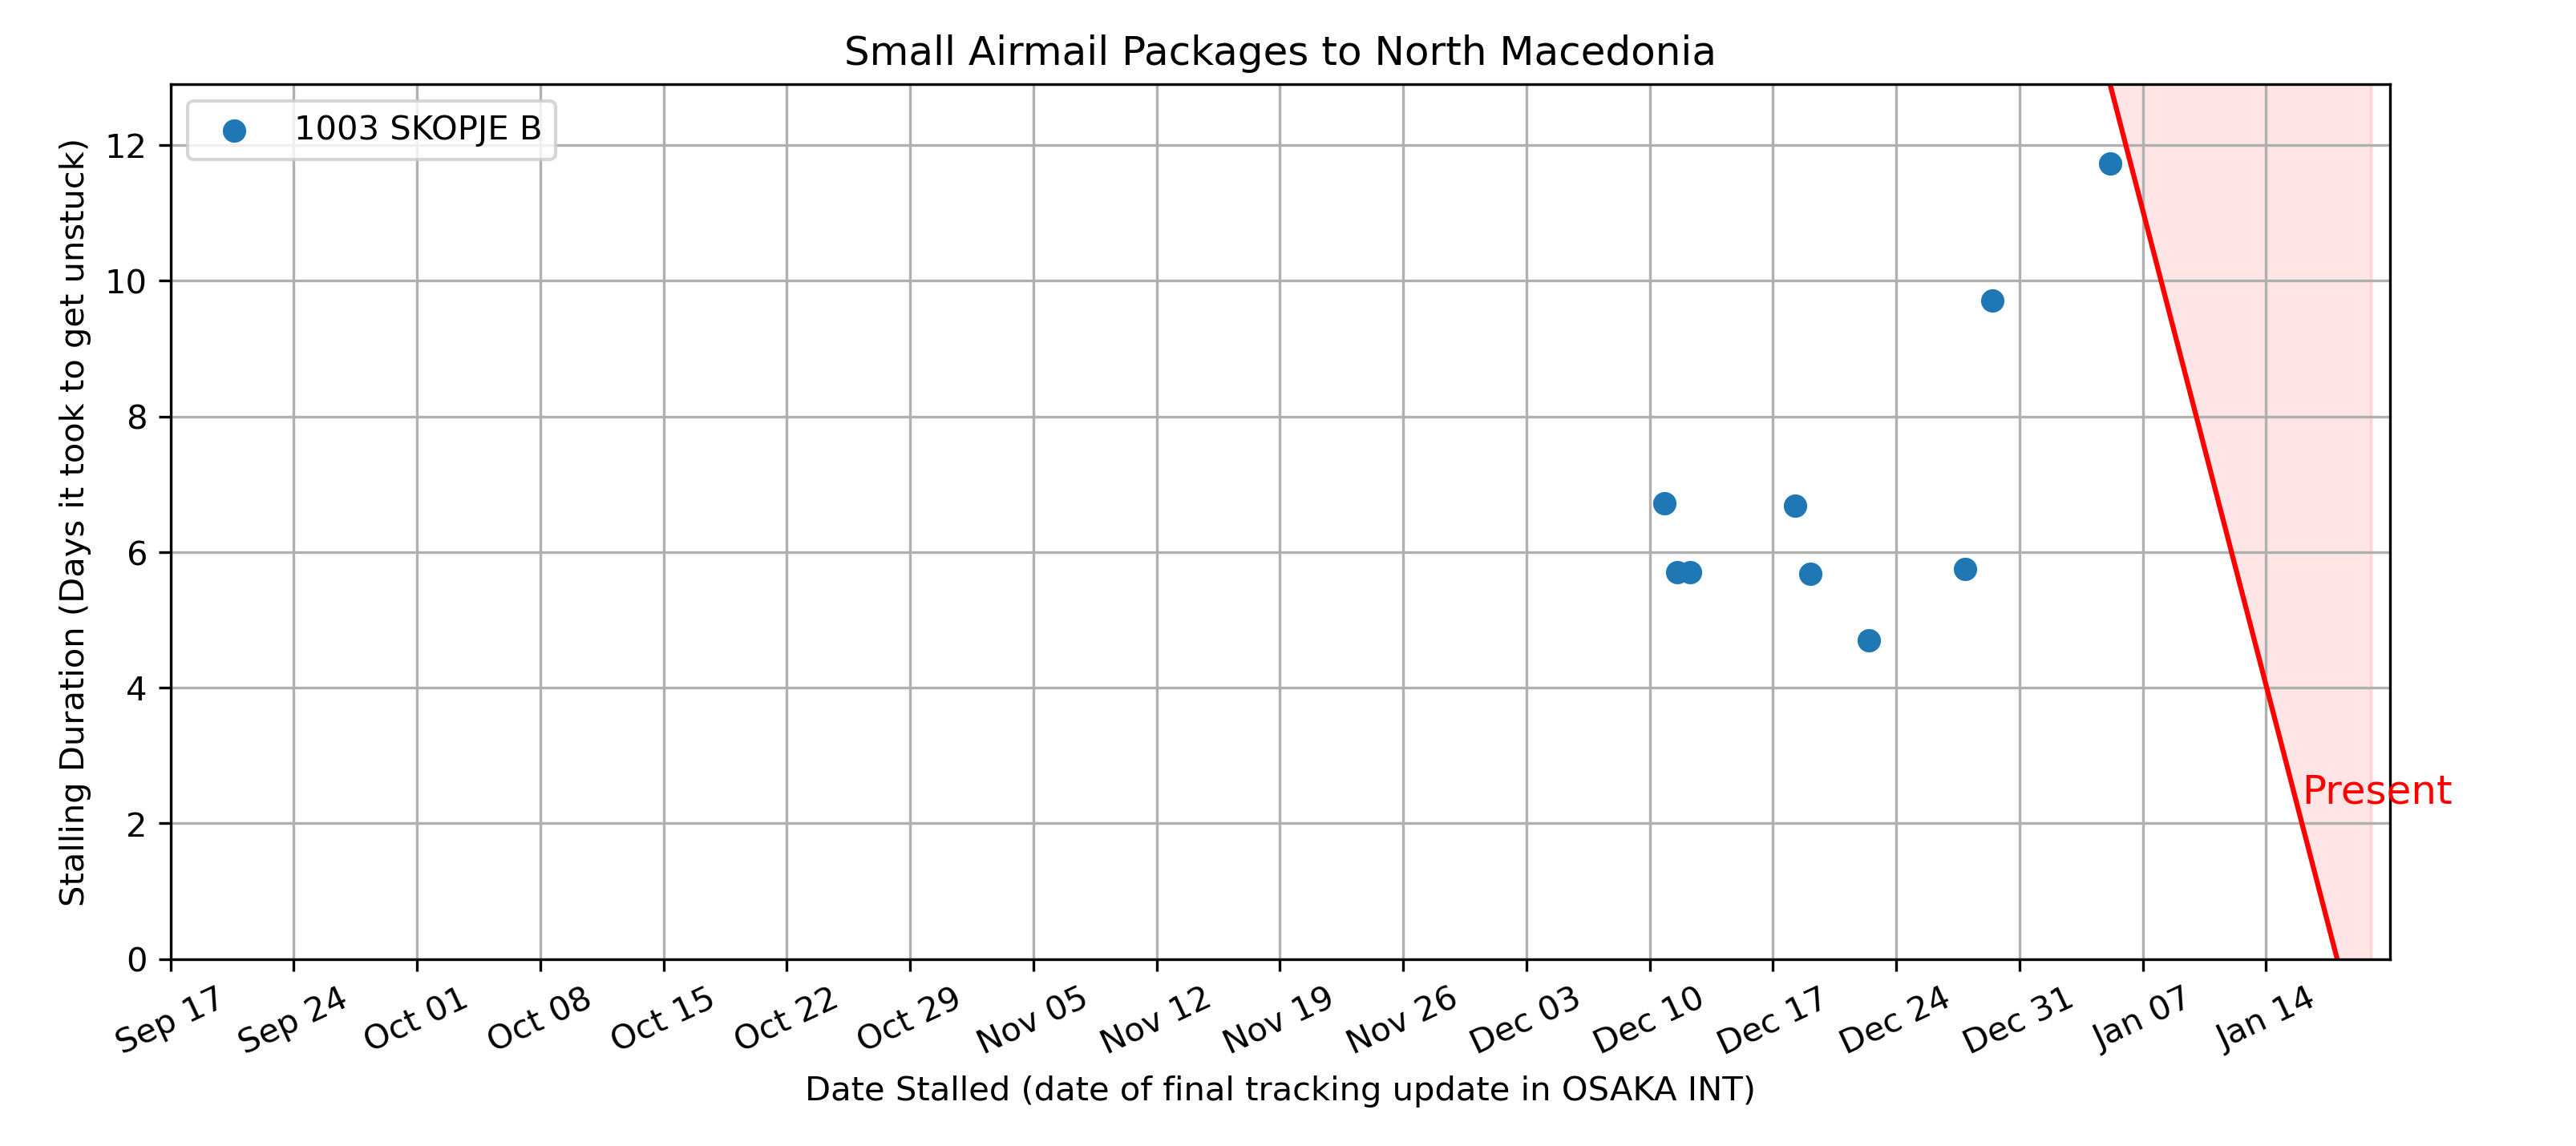 Small Airmail Packages to North Macedonia
1003 SKOPJE B
Stalling Duration (Days it took to get unstuck)
12
10
8
6
4
2
0
Present
Sep 17
Sep 24
Oct 01
Oct 08
Oct 15
Oct 22
Oct 29
Nov 05
Nov 12
Nov 19
Nov 26
Dec 03
Dec 10
Dec 17
Dec 24
Dec 31
Jan 07
Jan 14
Date Stalled (date of final tracking update in OSAKA INT)